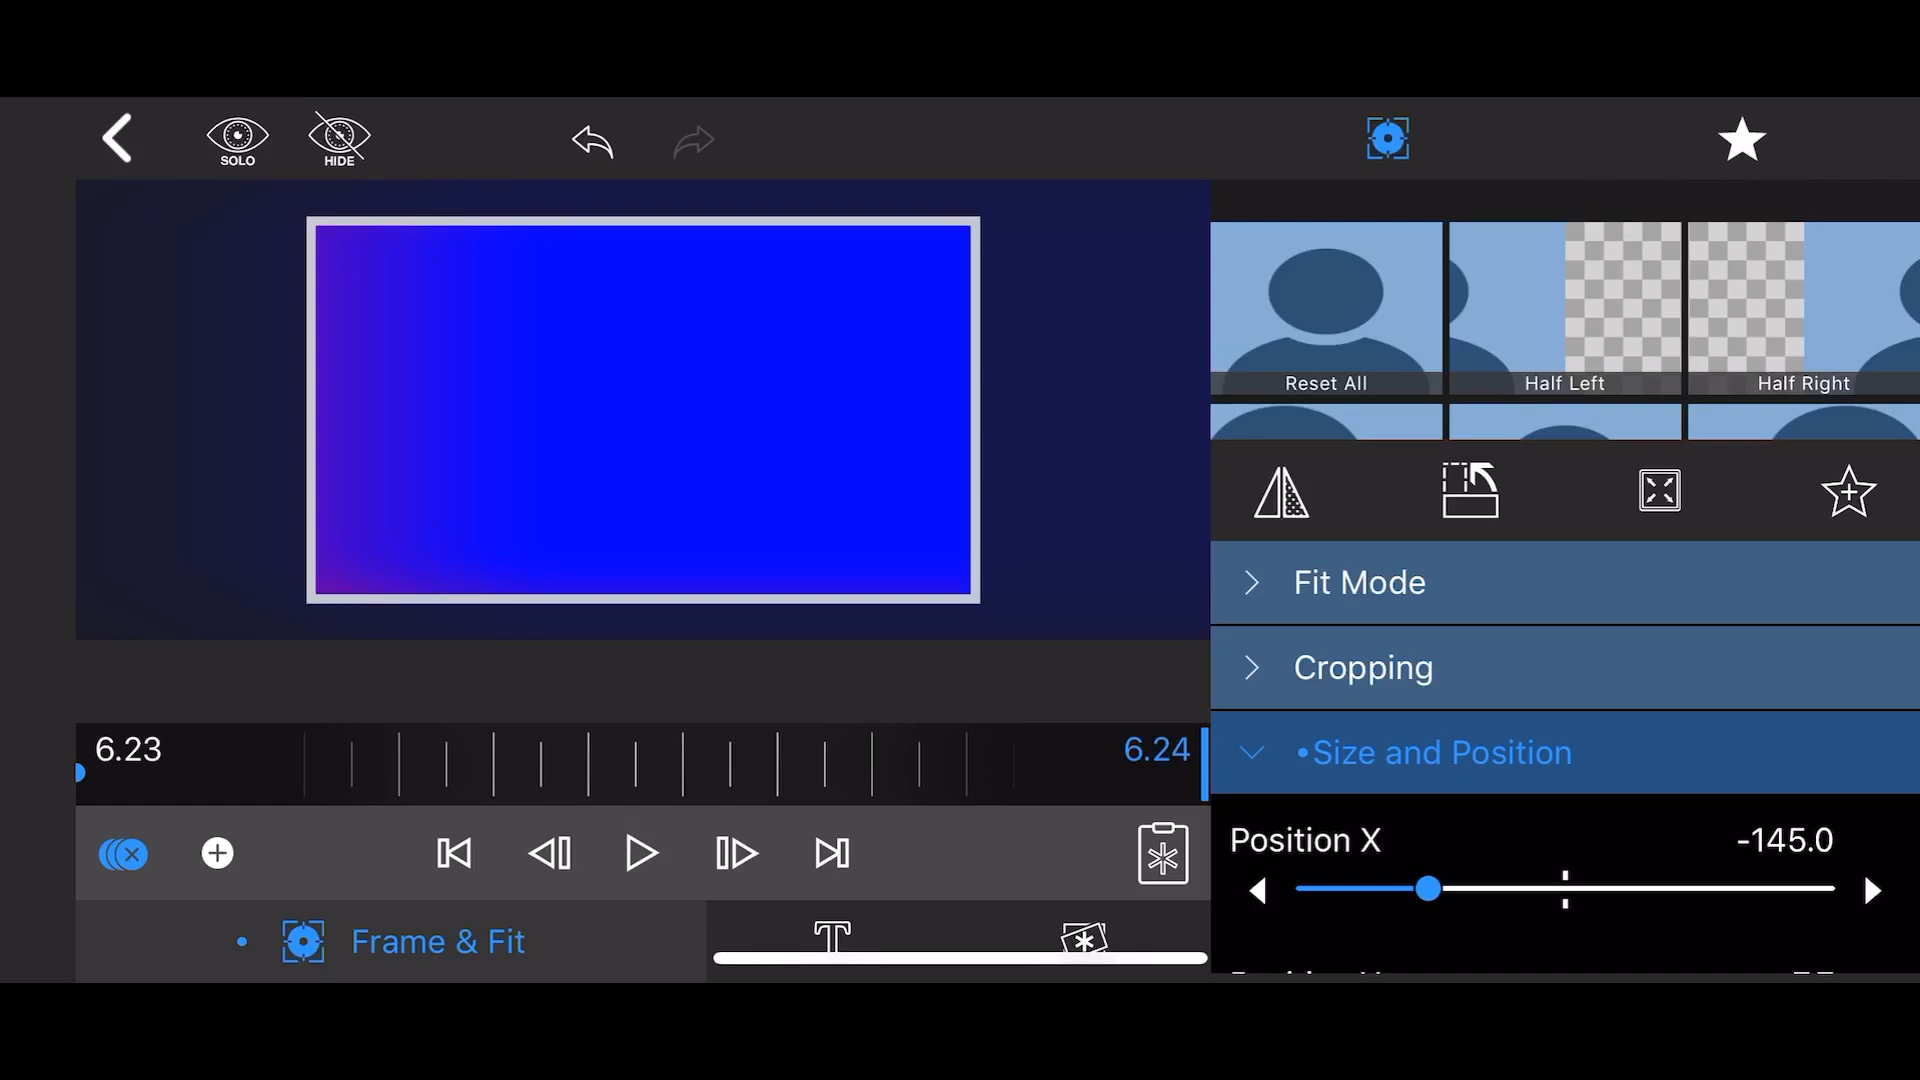 SOLO
HIDE
Reset All
Half Left
Half Right
Fit Mode
Cropping
•Size and Position
6.23
6.24
Position X
-145.0
• Frame & Fit